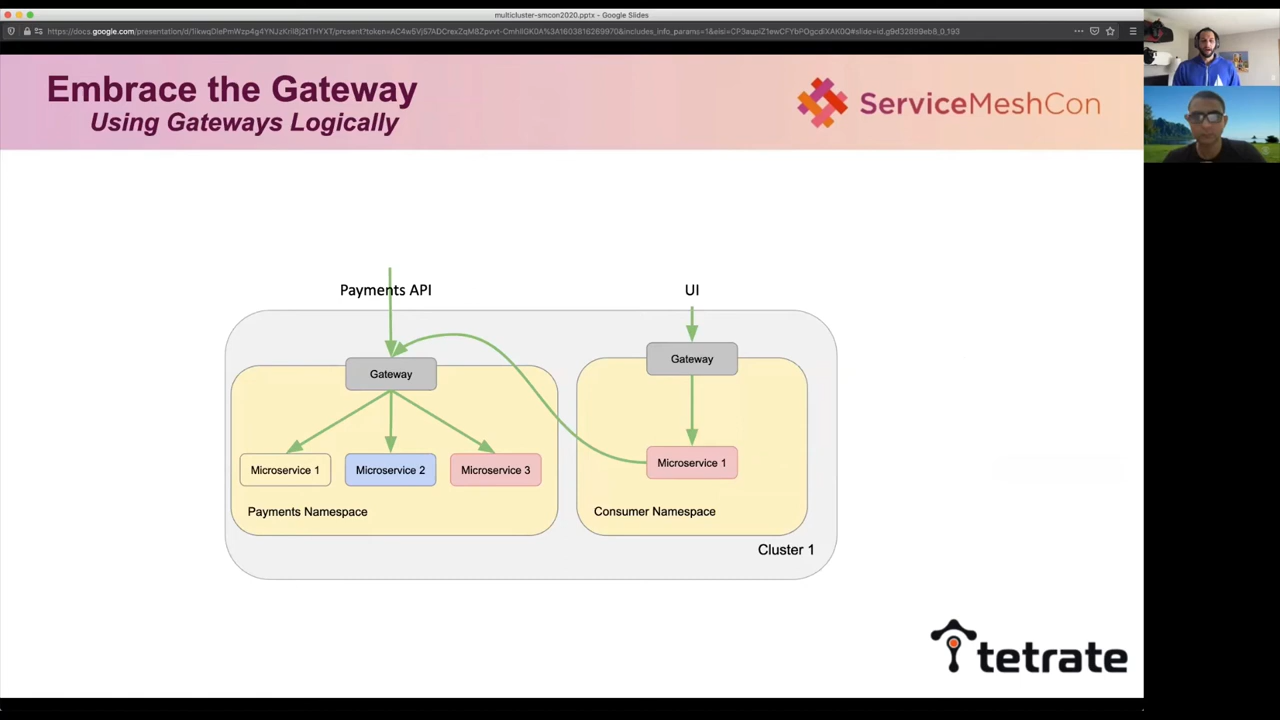 multicluster-smcon2020.pptx - Google Slides
Embrace the Gateway
Using Gateways Logically
ServiceMeshCon
Payments API
UI
Gateway
Gateway
Microservice 1
Microservice 2
Microservice 3
Microservice 1
Payments Namespace
Consumer Namespace
Cluster 1
tetrate